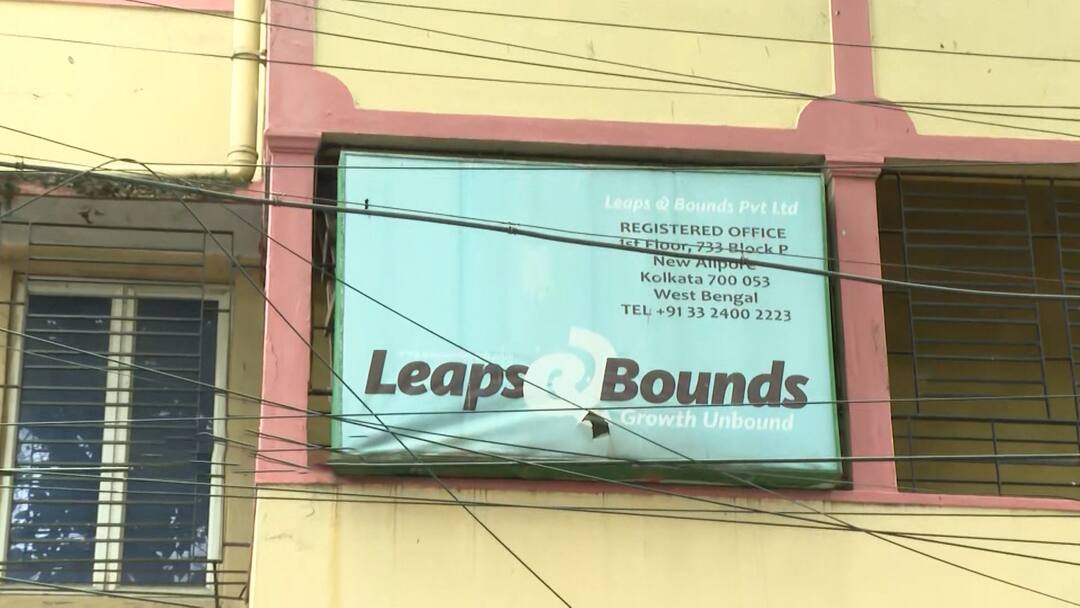 Leaps & Bounds Pvt Ltd
REGISTERED OFFICE
1st Floor, 733 Block P
New Alipore
Kolkata 700 053
West Bengal
TEL +91 33 2400 2223
Leaps & Bounds
Growth Unbound